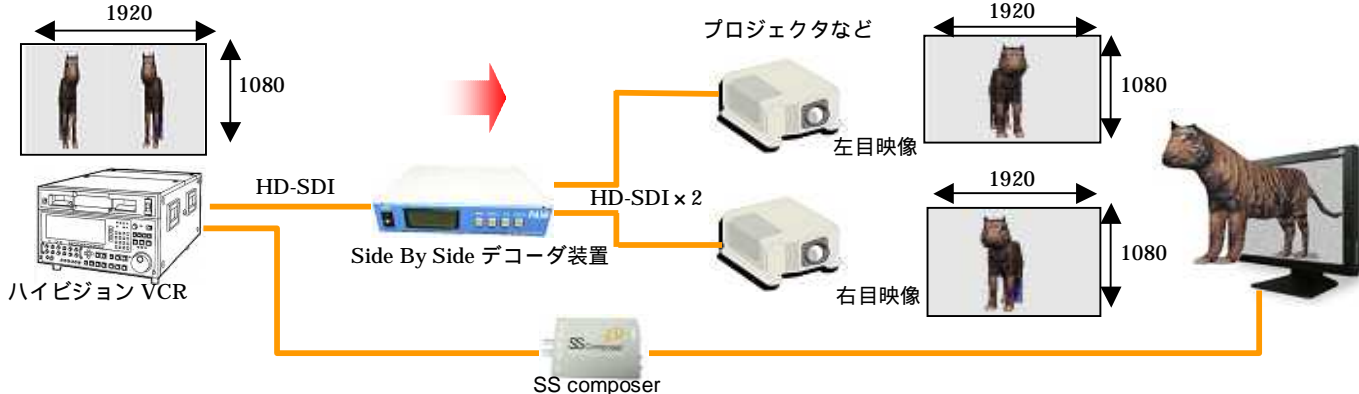 1920
1080
HD-SDI
ハイビジョン VCR
Side By Side デコーダ装置
HD-SDI × 2
プロジェクタなど
左目映像
1920
1080
右目映像
1920
1080
SS
SS composer